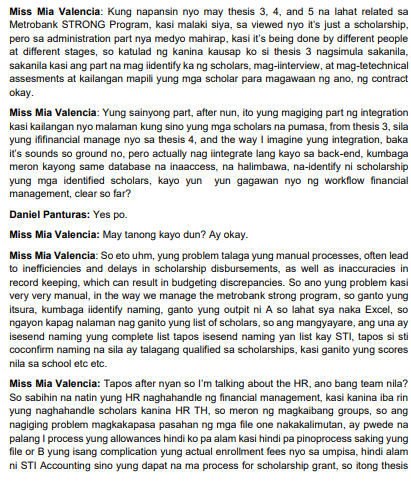 Miss Mia Valencia: Kung napansin nyo may thesis 3, 4, and 5 na lahat related sa
Metrobank STRONG Program, kasi malaki siya, sa viewed nyo it's just a scholarship,
pero sa administration part nya medyo mahirap, kasi it's being done by different people
at different stages, so katulad ng kanina kausap ko si thesis 3 nagsimula sakanila,
sakanila kasi ang part na mag iidentify ka ng scholars, mag-iinterview, at mag-tetechnical
assesments at kailangan mapili yung mga scholar para magawaan ng ano, ng contract
okay.
Miss Mia Valencia: Yung sainyong part, after nun, ito yung magiging part ng integration
kasi kailangan nyo malaman kung sino yung mga scholars na pumasa, from thesis 3, sila
yung ififinancial manage nyo sa thesis 4, and the way I imagine yung integration, baka
it's sounds so ground no, pero actually nag iintegrate lang kayo sa back-end, kumbaga
meron kayong same database na inaaccess, na halimbawa, na-identify ni scholarship
yung mga identified scholars, kayo yun yun gagawan nyo ng workflow financial
management, clear so far?
Daniel Panturas: Yes po.
Miss Mia Valencia: May tanong kayo dun? Ay okay.
Miss Mia Valencia: So eto uhm, yung problem talaga yung manual processes, often lead
to inefficiencies and delays in scholarship disbursements, as well as inaccuracies in
record keeping, which can result in budgeting discrepancies. So ano yung problem kasi
very very manual, in the way we manage the metrobank strong program, so ganto yung
itsura, kumbaga iidentify naming, ganto yung outpit ni A so lahat sya naka Excel, so
ngayon kapag nalaman nag ganito yung list of scholars, so ang mangyayare, ang una ay
isesend naming yung complete list tapos isesend naming yan list kay STI, tapos si sti
coconfirm naming na sila ay talagang qualified sa scholarships, kasi ganito yung scores
nila sa school etc etc.
Miss Mia Valencia: Tapos after nyan so I'm talking about the HR, ano bang team nila?
So sabihin na natin yung HR naghahandle ng financial management, kasi kanina iba rin
yung naghahandle scholars kanina HR TH, so meron ng magkaibang groups, so ang
nagiging problem magkakapasa pasahan ng mga file one nakakalimutan, ay pwede na
palang I process yung allowances hindi ko pa alam kasi hindi pa pinoprocess saking yung
file or B yung isang complication yung actual enrollment fees nyo sa umpisa, hindi alam
ni STI Accounting sino yung dapat na ma process for scholarship grant, so itong thesis